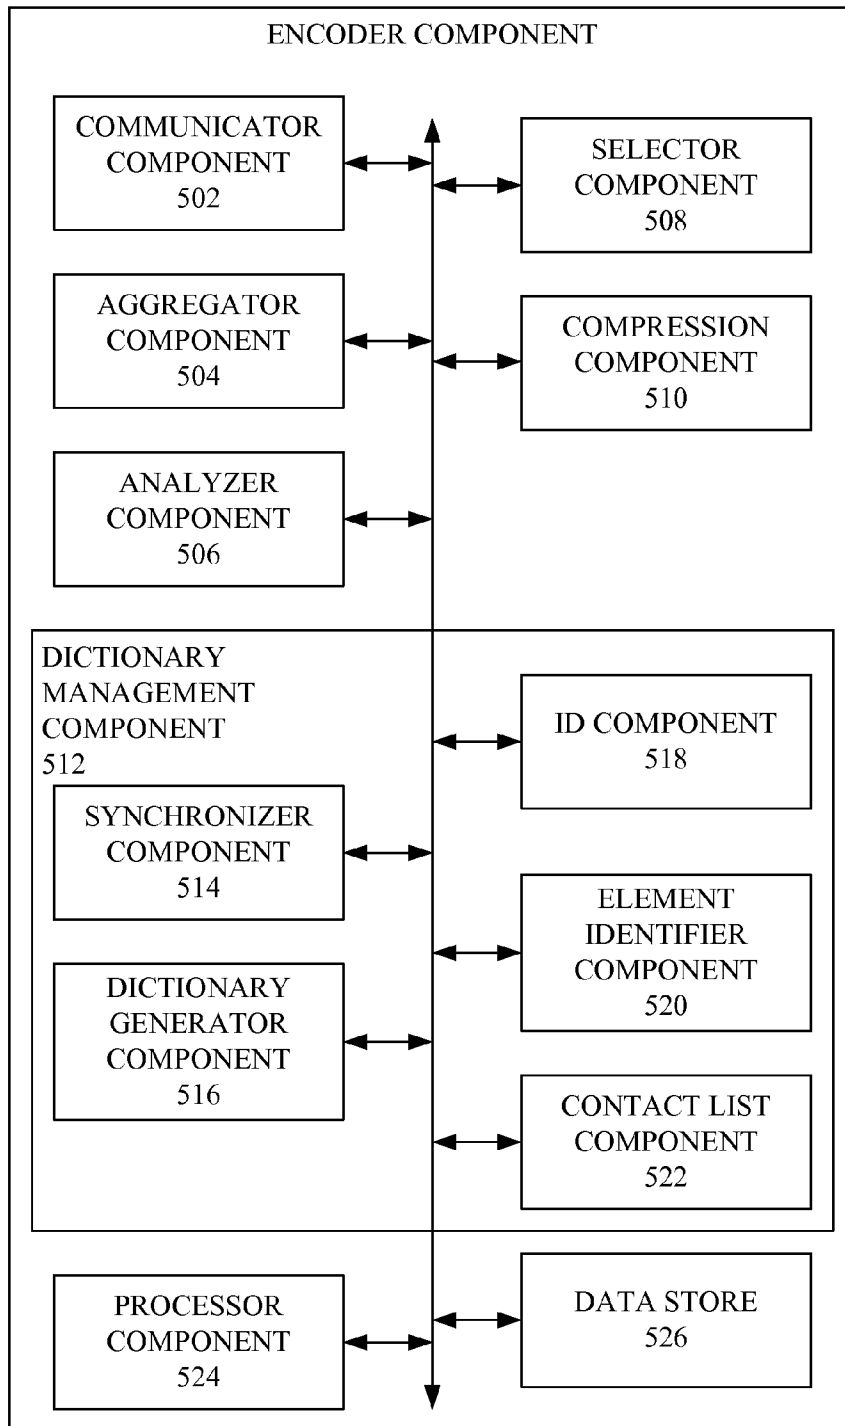 ENCODER COMPONENT
COMMUNICATOR
COMPONENT
502
SELECTOR
COMPONENT
508
AGGREGATOR
COMPONENT
504
COMPRESSION
COMPONENT
510
ANALYZER
COMPONENT
506
DICTIONARY
MANAGEMENT
COMPONENT
512
ID COMPONENT
518
SYNCHRONIZER
COMPONENT
514
ELEMENT
IDENTIFIER
COMPONENT
520
DICTIONARY
GENERATOR
COMPONENT
516
CONTACT LIST
COMPONENT
522
PROCESSOR
COMPONENT
524
DATA STORE
526